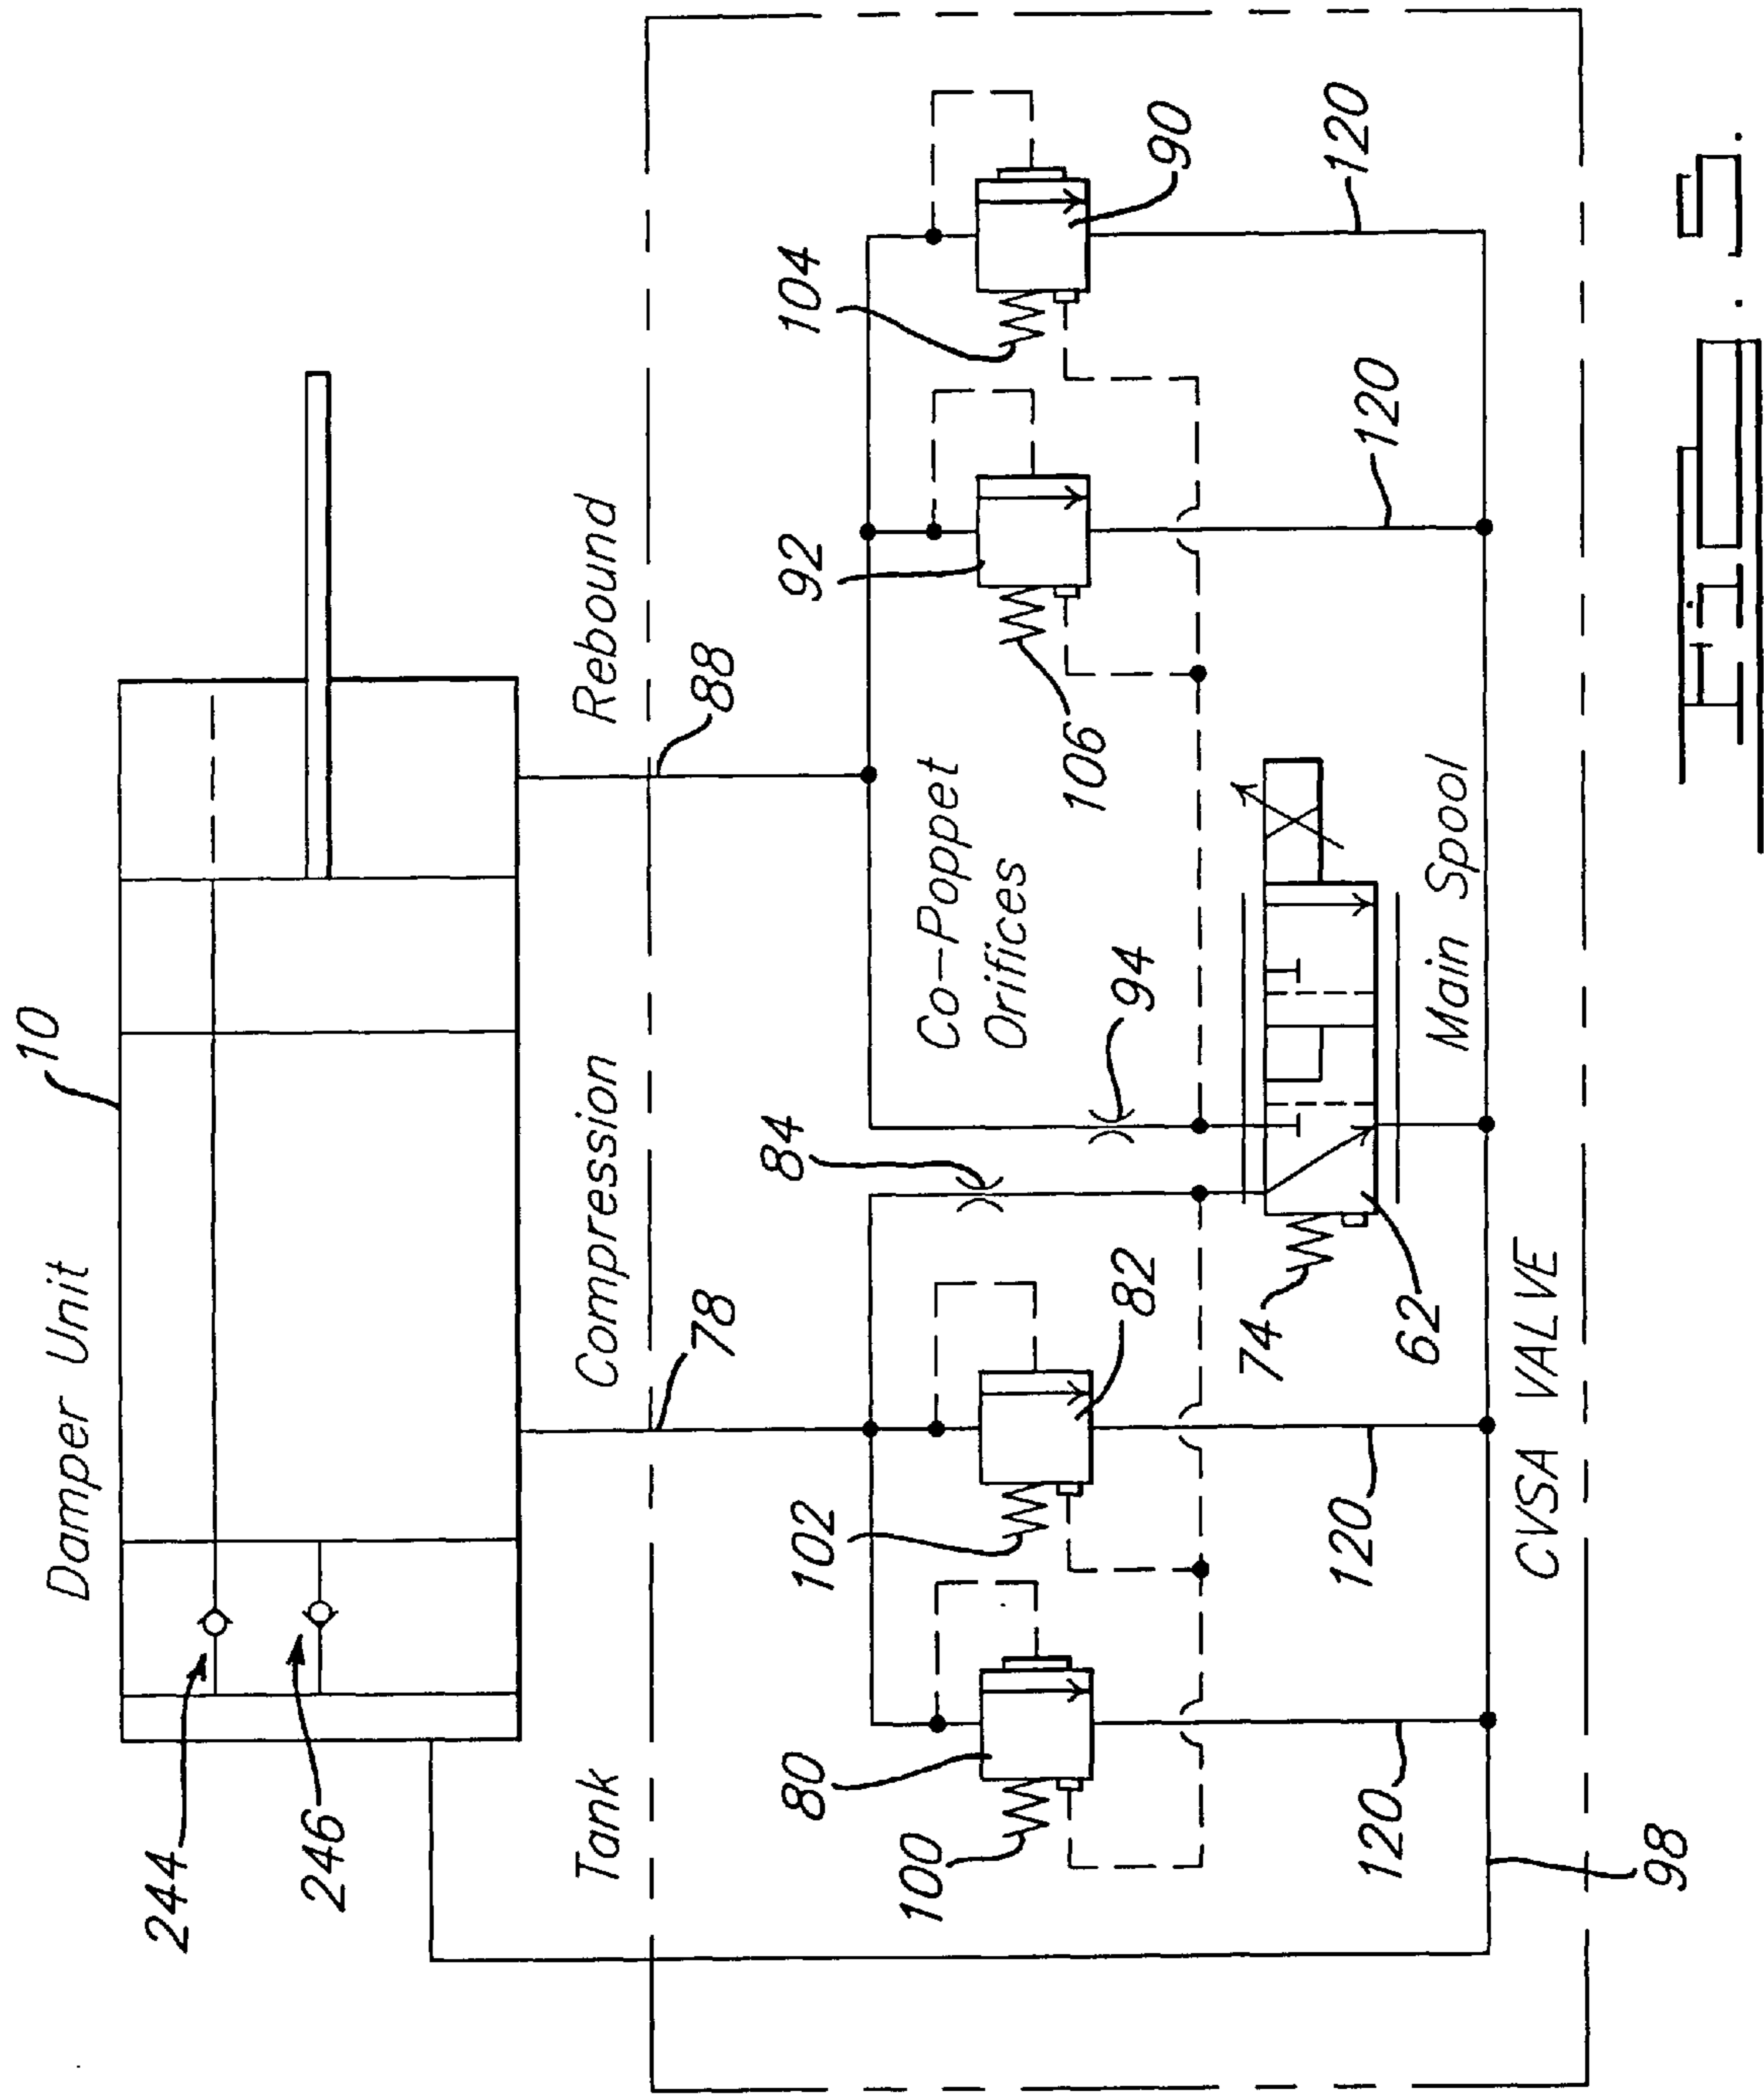 Damper Unit
10
244
246
Tank
Compression
Rebound
78
88
84
94
Co-Poppet
Orifices
80
82
92
90
100
102
106
104
74
62
Main Spool
120
120
120
120
98
CVSA VALVE
Fig. 5.